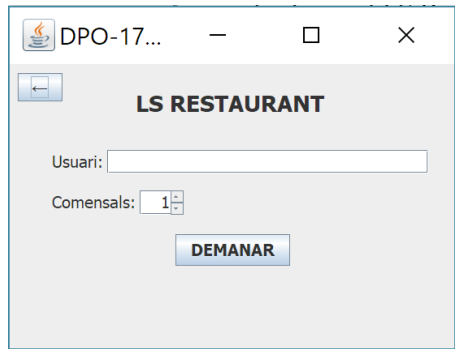 DPO-17...
←
LS RESTAURANT
Usuari:
Comensals: 1
DEMANAR